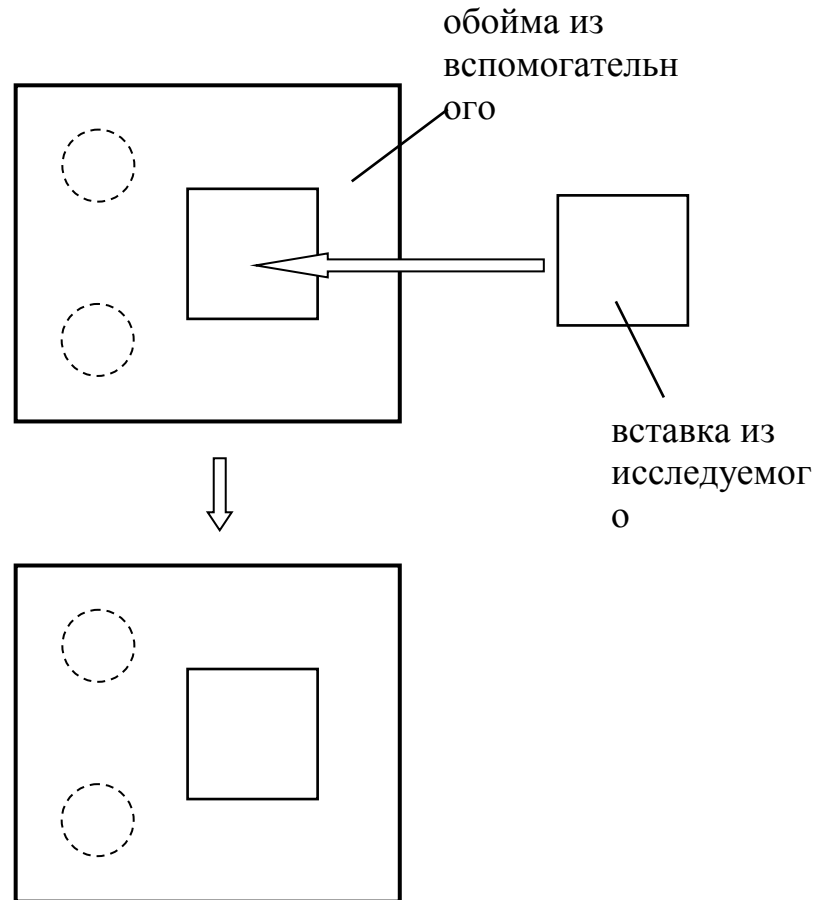 обойма из
вспомогательн
ого
вставка из
исследуемог
о